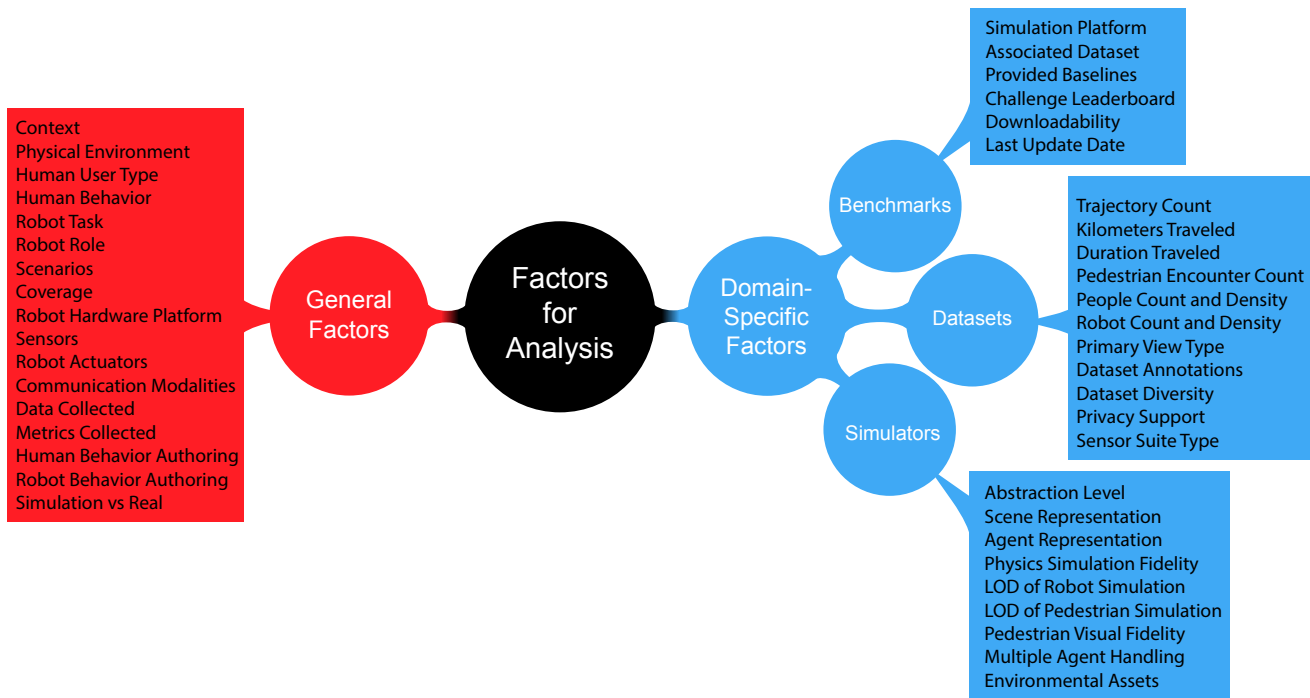 Context
Physical Environment
Human User Type
Human Behavior
Robot Task
Robot Role
Scenarios
Coverage
Robot Hardware Platform
Sensors
Robot Actuators
Communication Modalities
Data Collected
Metrics Collected
Human Behavior Authoring
Robot Behavior Authoring
Simulation vs Real
General
Factors
Factors
for
Analysis
Domain-
Specific
Factors
Benchmarks
Simulation Platform
Associated Dataset
Provided Baselines
Challenge Leaderboard
Downloadability
Last Update Date
Datasets
Trajectory Count
Kilometers Traveled
Duration Traveled
Pedestrian Encounter Count
People Count and Density
Robot Count and Density
Primary View Type
Dataset Annotations
Dataset Diversity
Privacy Support
Sensor Suite Type
Simulators
Abstraction Level
Scene Representation
Agent Representation
Physics Simulation Fidelity
LOD of Robot Simulation
LOD of Pedestrian Simulation
Pedestrian Visual Fidelity
Multiple Agent Handling
Environmental Assets